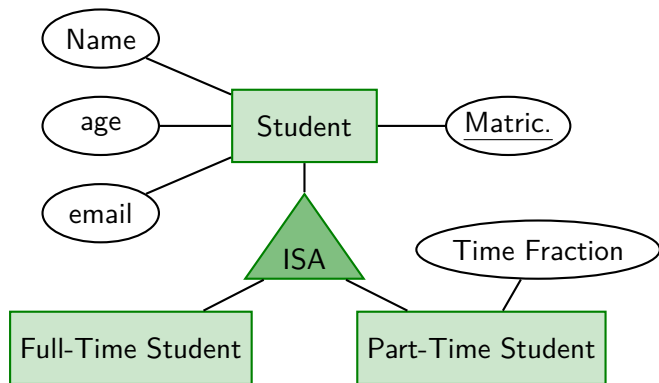 Name
age
Student
Matric.
email
ISA
Time Fraction
Full-Time Student
Part-Time Student